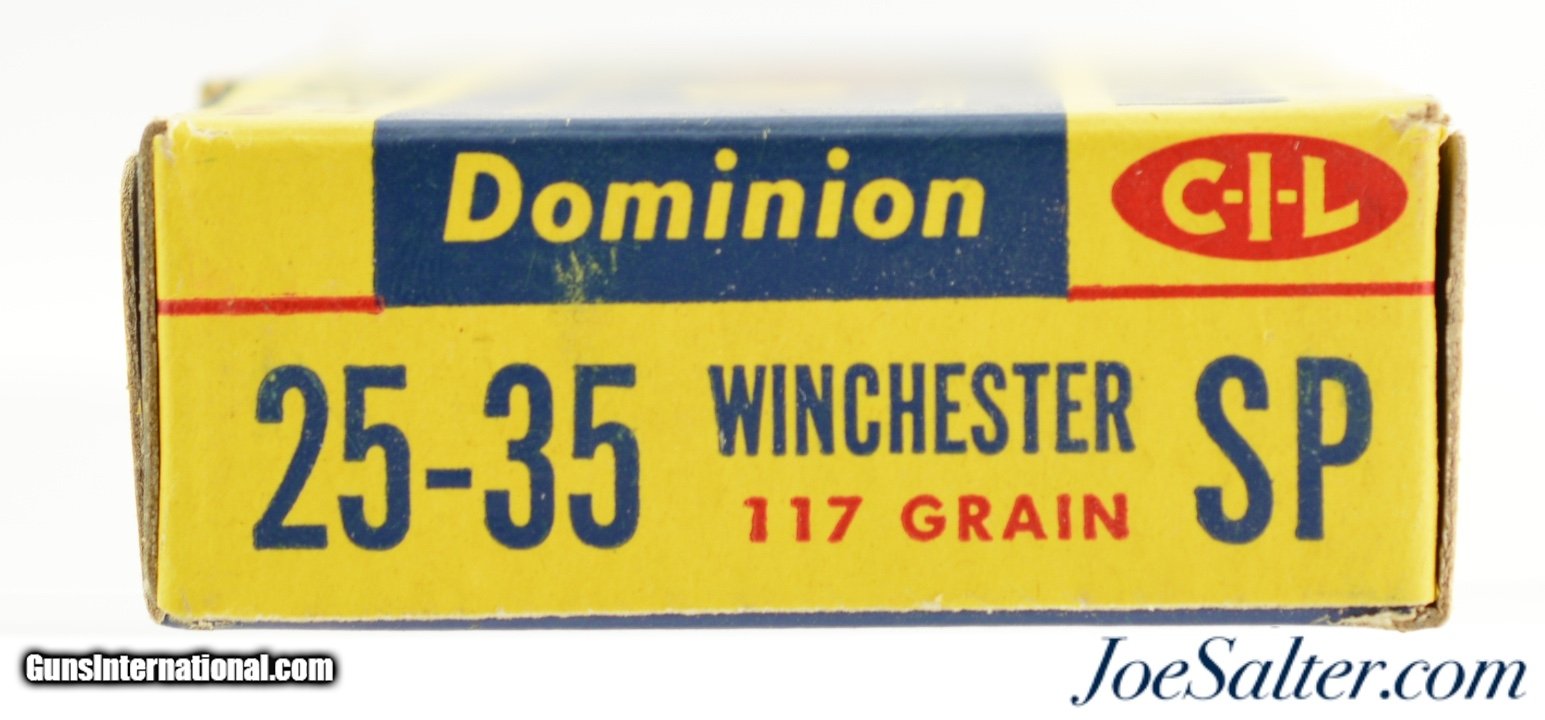 Dominion
C-I-L
25-35 WINCHESTER SP
117 GRAIN
GunsInternational.com
JoeSalter.com